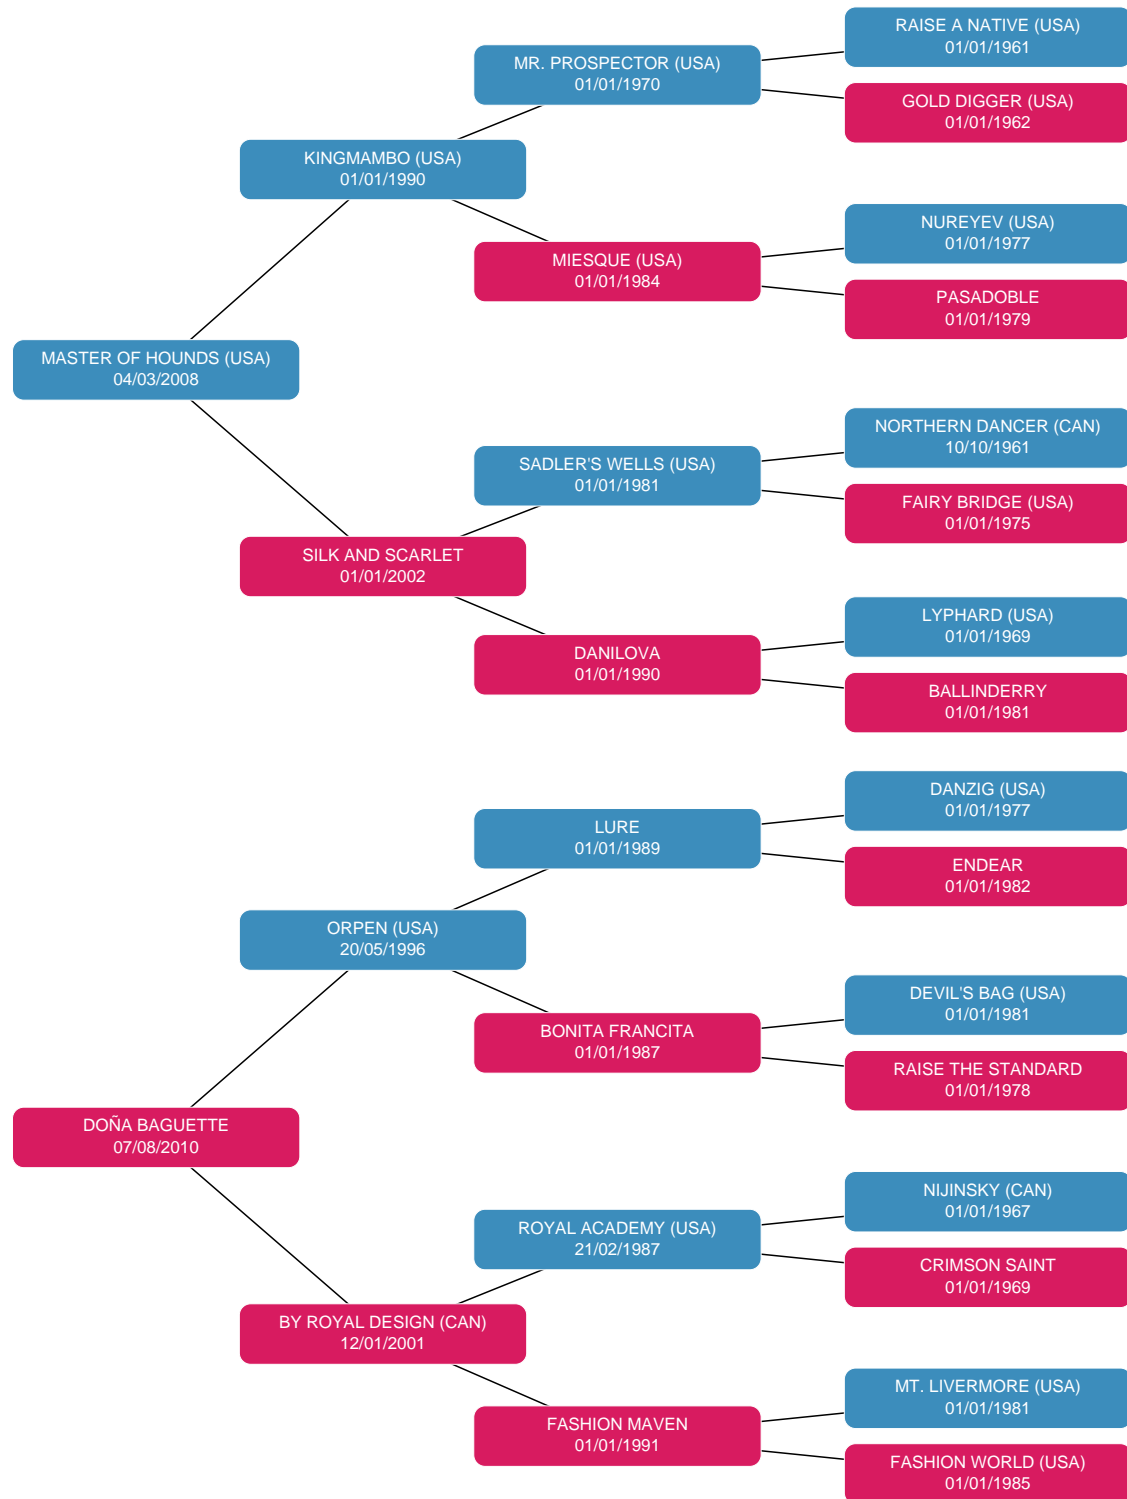 RAISE A NATIVE (USA)
01/01/1961
MR. PROSPECTOR (USA)
01/01/1970
GOLD DIGGER (USA)
01/01/1962
KINGMAMBO (USA)
01/01/1990
NUREYEV (USA)
01/01/1977
MIESQUE (USA)
01/01/1984
PASADOBLE
01/01/1979
MASTER OF HOUNDS (USA)
04/03/2008
NORTHERN DANCER (CAN)
10/10/1961
SADLER'S WELLS (USA)
01/01/1981
FAIRY BRIDGE (USA)
01/01/1975
SILK AND SCARLET
01/01/2002
LYPHARD (USA)
01/01/1969
DANILOVA
01/01/1990
BALLINDERRY
01/01/1981
DANZIG (USA)
01/01/1977
LURE
01/01/1989
ENDEAR
01/01/1982
ORPEN (USA)
20/05/1996
DEVIL'S BAG (USA)
01/01/1981
BONITA FRANCITA
01/01/1987
RAISE THE STANDARD
01/01/1978
DOÑA BAGUETTE
07/08/2010
NIJINSKY (CAN)
01/01/1967
ROYAL ACADEMY (USA)
21/02/1987
CRIMSON SAINT
01/01/1969
BY ROYAL DESIGN (CAN)
12/01/2001
MT. LIVERMORE (USA)
01/01/1981
FASHION MAVEN
01/01/1991
FASHION WORLD (USA)
01/01/1985